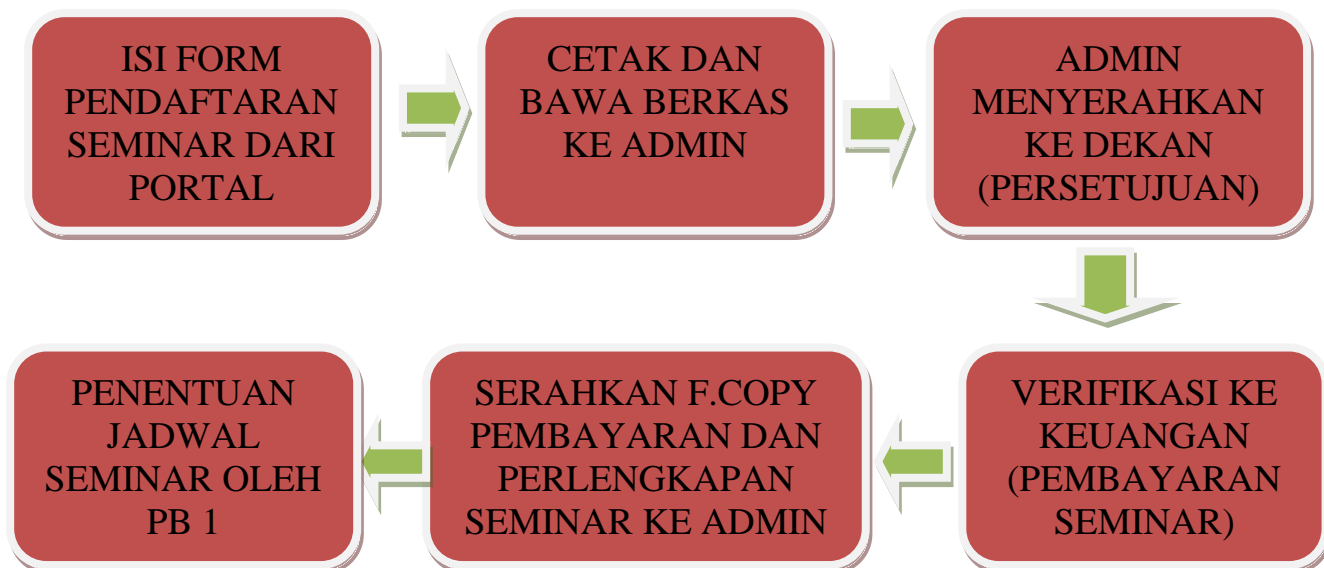 ISI FORM
PENDAFTARAN
SEMINAR DARI
PORTAL
CETAK DAN
BAWA BERKAS
KE ADMIN
ADMIN
MENYERAHKAN
KE DEKAN
(PERSETUJUAN)
VERIFIKASI KE
KEUANGAN
(PEMBAYARAN
SEMINAR)
SERAHKAN F.COPY
PEMBAYARAN DAN
PERLENGKAPAN
SEMINAR KE ADMIN
PENENTUAN
JADWAL
SEMINAR OLEH
PB 1